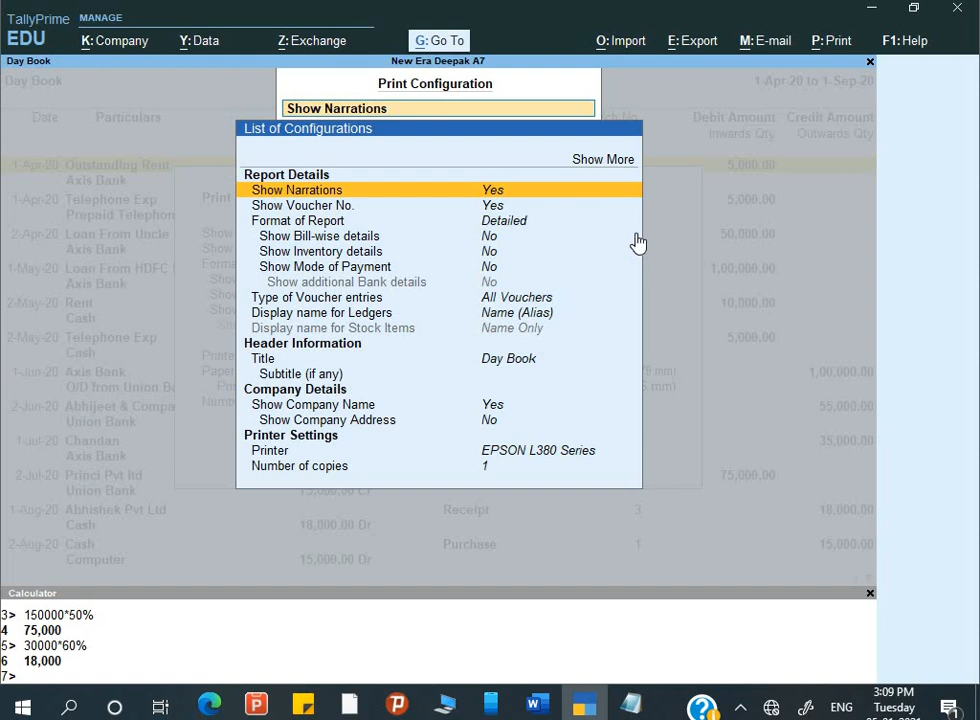 TallyPrime MANAGE
EDU K: Company Y: Data Z: Exchange G: Go To O: Import E: Export M: E-mail P: Print F1: Help
Day Book New Era Deepak A7
Day Book Print Configuration 1-Apr-20 to 1-Sep-20
Show Narrations
Date Particulars Debit Amount Credit Amount
Inwards Qty Outwards Qty
List of Configurations
Show More
Report Details
Show Narrations Yes
Show Voucher No. Yes
Format of Report Detailed
Show Bill-wise details No
Show Inventory details No
Show Mode of Payment No
Show additional Bank details No
Type of Voucher entries All Vouchers
Display name for Ledgers Name (Alias)
Display name for Stock Items Name Only
Header Information
Title Day Book
Subtitle (if any)
Company Details
Show Company Name Yes
Show Company Address No
Printer Settings
Printer EPSON L380 Series
Number of copies 1
1-Apr-20 Outstanding Rent 5,000.00
Axis Bank
1-Apr-20 Telephone Exp 5,000.00
Prepaid Telephon
2-Apr-20 Loan From Uncle 50,000.00
Axis Bank
1-May-20 Loan From HDFC 1,00,000.00
Axis Bank
2-May-20 Rent 10,000.00
Cash
Telephone Exp 5,000.00
Cash
1-Jun-20 Axis Bank 1,00,000.00
O/D from Union B
2-Jun-20 Abhijeet & Compa 55,000.00
Axis Bank
1-Jul-20 Chandan 35,000.00
Axis Bank
2-Jul-20 Princi Pvt ltd 75,000.00
Union Bank 15,000.00 Cr
1-Aug-20 Abhishek Pvt Ltd Receipt 3 18,000.00
Cash 18,000.00 Dr
2-Aug-20 Cash Purchase 1 15,000.00
Computer 15,000.00 Dr
Calculator
3> 150000*50%
4 75,000
5> 30000*60%
6 18,000
7>
ENG 3:09 PM
Tuesday